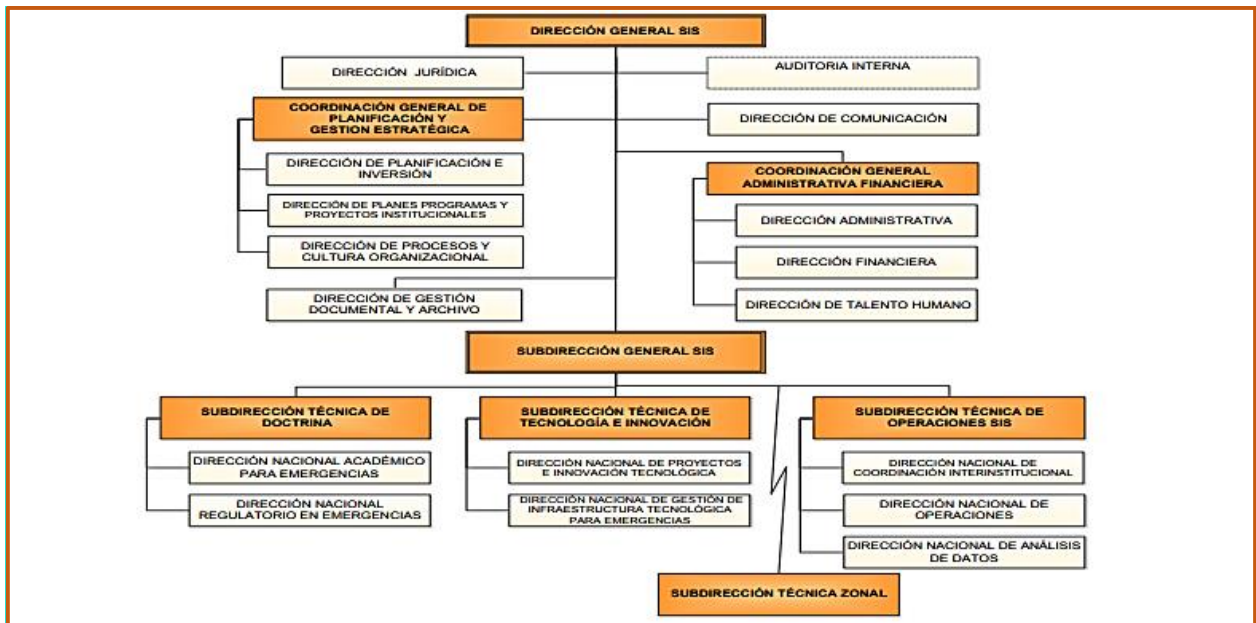 DIRECCIÓN GENERAL SIS
DIRECCIÓN JURÍDICA
AUDITORIA INTERNA
COORDINACIÓN GENERAL DE
PLANIFICACIÓN Y
GESTION ESTRATÉGICA
DIRECCIÓN DE COMUNICACIÓN
DIRECCIÓN DE PLANIFICACIÓN E
INVERSIÓN
DIRECCIÓN DE PLANES PROGRAMAS Y
PROYECTOS INSTITUCIONALES
DIRECCIÓN DE PROCESOS Y
CULTURA ORGANIZACIONAL
COORDINACIÓN GENERAL
ADMINISTRATIVA FINANCIERA
DIRECCIÓN ADMINISTRATIVA
DIRECCIÓN FINANCIERA
DIRECCIÓN DE TALENTO HUMANO
DIRECCIÓN DE GESTIÓN
DOCUMENTAL Y ARCHIVO
SUBDIRECCIÓN GENERAL SIS
SUBDIRECCIÓN TÉCNICA DE
DOCTRINA
DIRECCIÓN NACIONAL ACADÉMICO
PARA EMERGENCIAS
DIRECCIÓN NACIONAL
REGULATORIO EN EMERGENCIAS
SUBDIRECCIÓN TÉCNICA DE
TECNOLOGÍA E INNOVACIÓN
DIRECCIÓN NACIONAL DE PROYECTOS
E INNOVACIÓN TECNOLÓGICA
DIRECCIÓN NACIONAL DE GESTIÓN DE
INFRAESTRUCTURA TECNOLÓGICA
PARA EMERGENCIAS
SUBDIRECCIÓN TÉCNICA DE
OPERACIONES SIS
DIRECCIÓN NACIONAL DE
COORDINACIÓN INTERINSTITUCIONAL
DIRECCIÓN NACIONAL DE
OPERACIONES
DIRECCIÓN NACIONAL DE ANÁLISIS
DE DATOS
SUBDIRECCIÓN TÉCNICA ZONAL